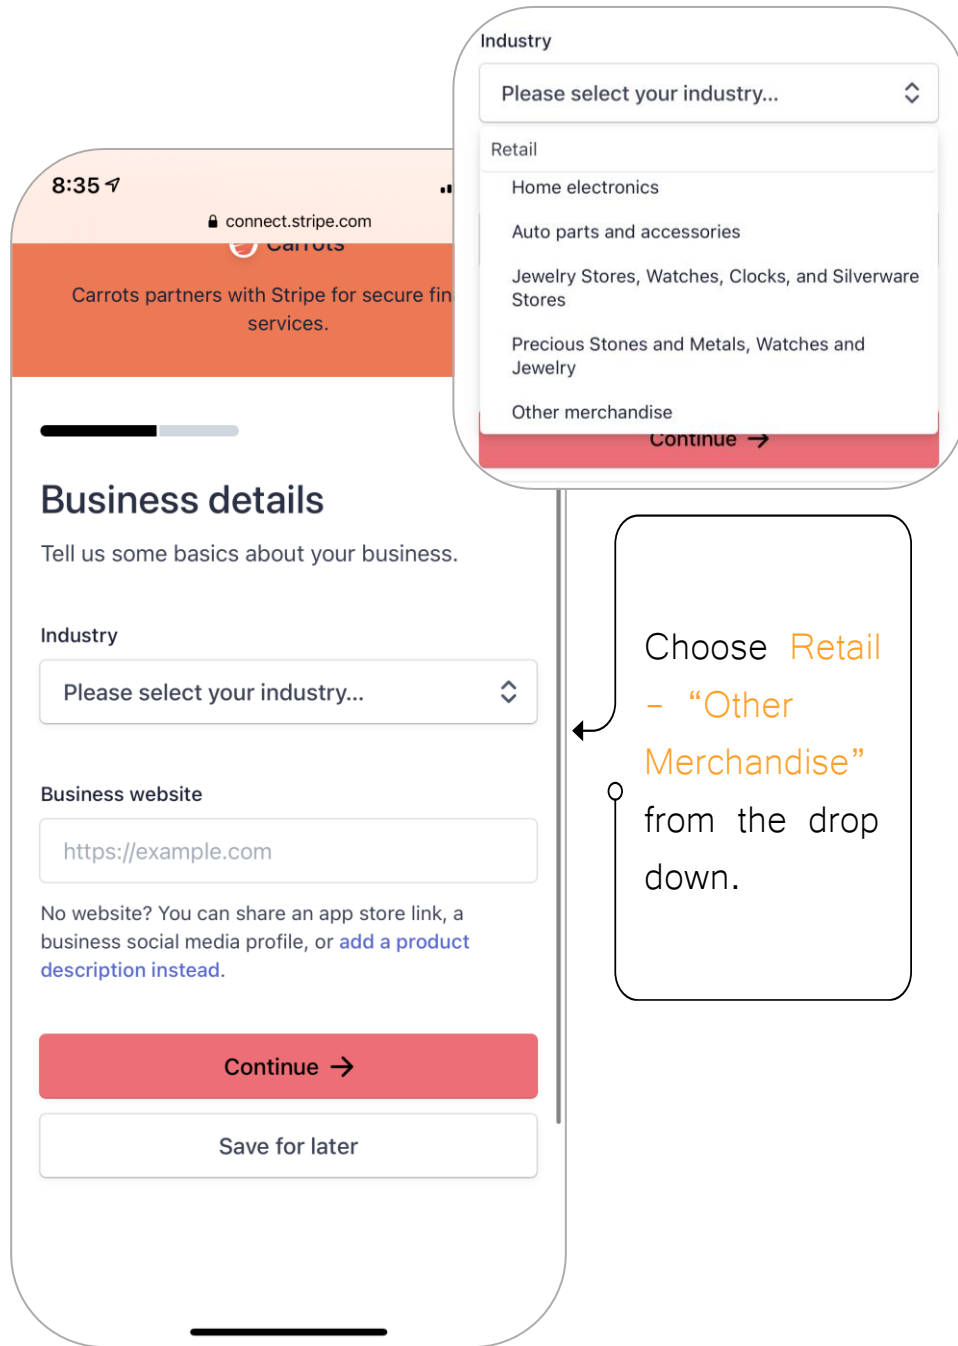 Industry
Please select your industry...
Retail
Home electronics
Auto parts and accessories
Jewelry Stores, Watches, Clocks, and Silverware
Stores
Precious Stones and Metals, Watches and
Jewelry
Other merchandise
Continue →
8:35
connect.stripe.com
Carrots
Carrots partners with Stripe for secure
services.
Business details
Tell us some basics about your business.
Industry
Please select your industry...
Business website
https://example.com
No website? You can share an app store link, a
business social media profile, or add a product
description instead.
Continue →
Save for later
Choose Retail
- “Other
Merchandise”
from the drop
down.